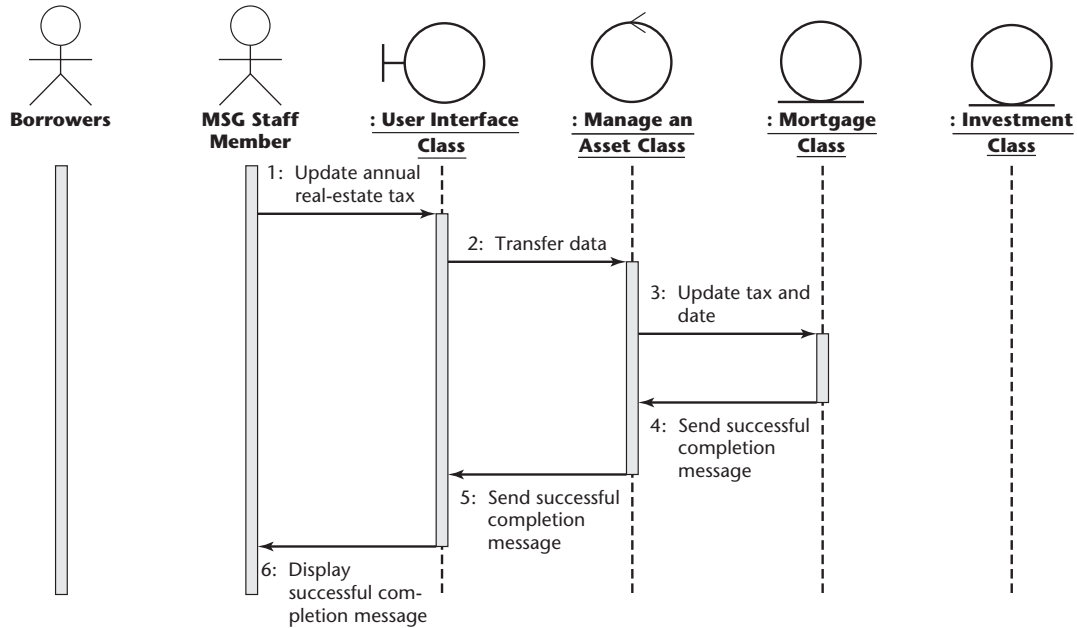 Borrowers
MSG Staff
Member
: User Interface
Class
: Manage an
Asset Class
: Mortgage
Class
: Investment
Class
1: Update annual
real-estate tax
2: Transfer data
3: Update tax and
date
4: Send successful
completion
message
5: Send successful
completion
message
6: Display
successful com-
pletion message